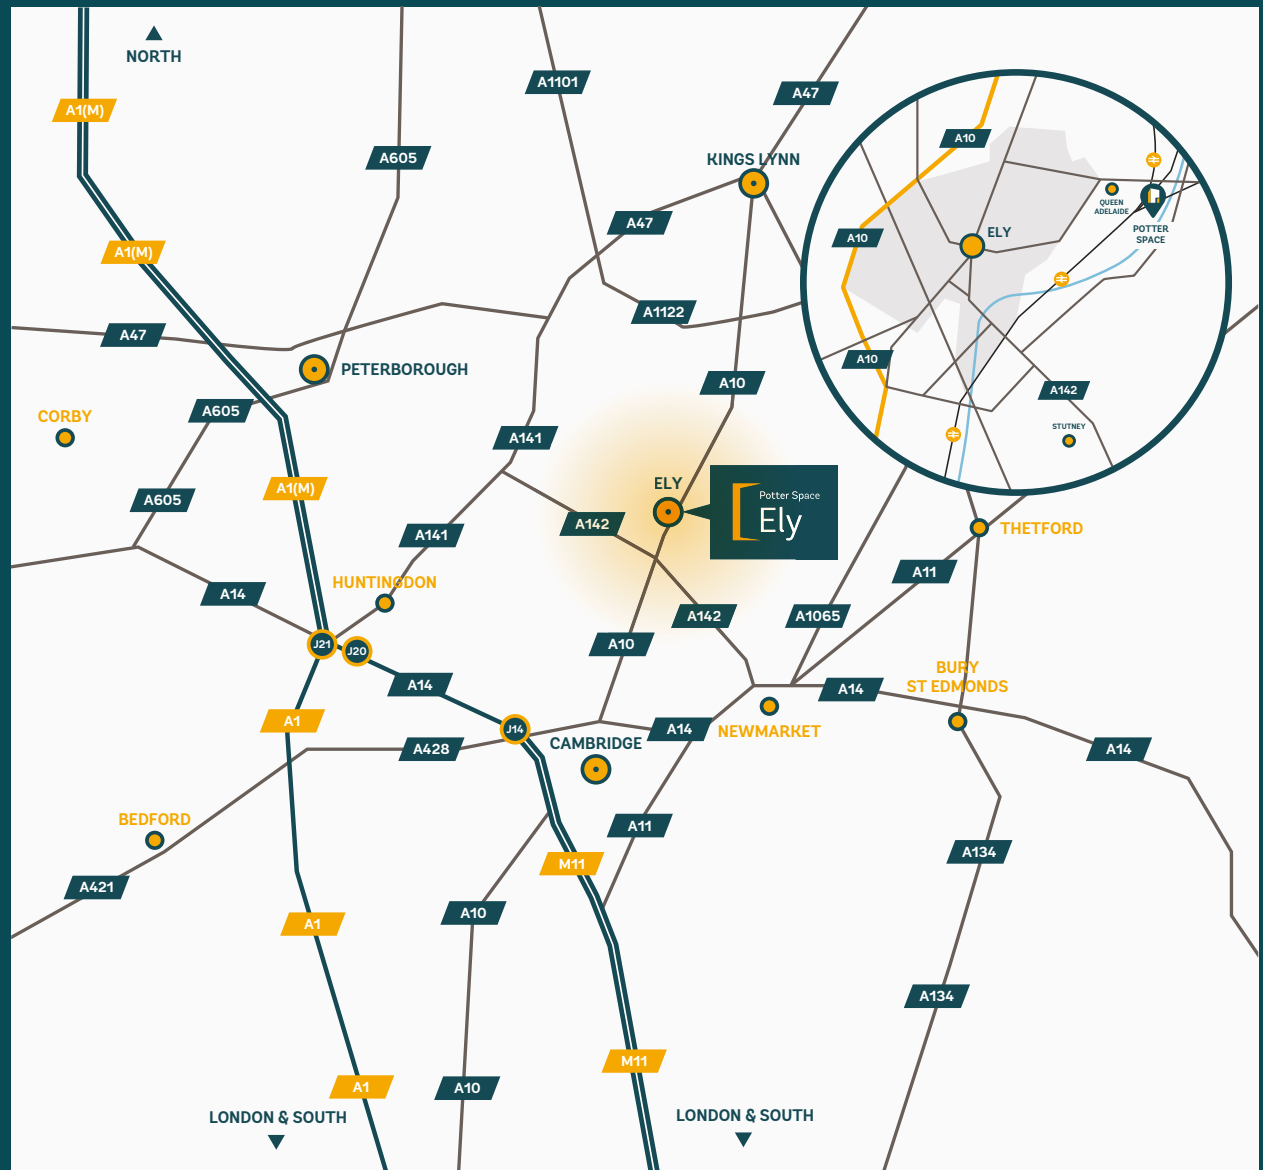 NORTH
A1(M)
A1101
A47
A605
KINGS LYNN
A10
QUEEN
ADELAIDE
POTTER
SPACE
A47
ELY
A10
A1(M)
A1122
A47
A10
PETERBOROUGH
A10
A142
CORBY
A605
STUTNEY
A141
ELY
A1(M)
A605
Potter Space
Ely
A142
THETFORD
A141
A11
HUNTINGDON
A14
A142
A1065
J21
J20
A10
BURY
ST EDMONDS
A14
A14
A1
J14
A14
NEWMARKET
A428
CAMBRIDGE
A14
BEDFORD
A11
A134
M11
A421
A10
A1
A134
M11
A1
A10
LONDON & SOUTH
LONDON & SOUTH